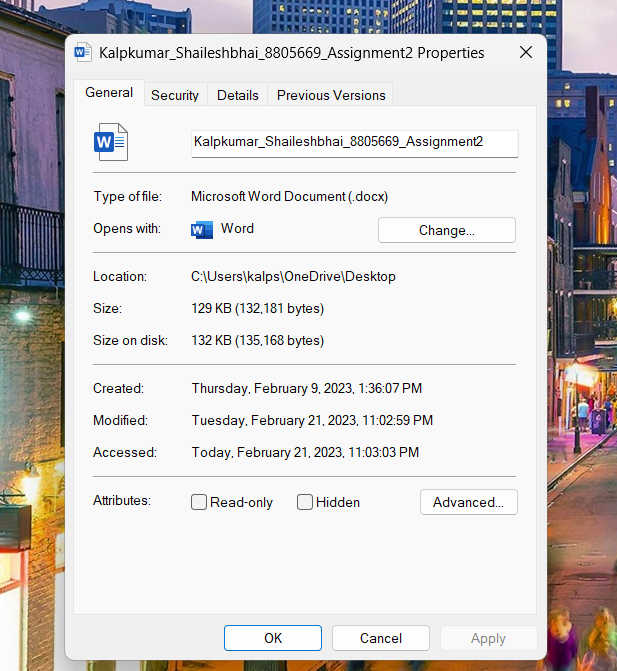 Kalpkumar_Shaileshbhai_8805669_Assignment2 Properties
General Security Details Previous Versions
Kalpkumar_Shaileshbhai_8805669_Assignment2
Type of file: Microsoft Word Document (.docx)
Opens with: Word Change...
Location: C:\Users\kalps\OneDrive\Desktop
Size: 129 KB (132,181 bytes)
Size on disk: 132 KB (135,168 bytes)
Created: Thursday, February 9, 2023, 1:36:07 PM
Modified: Tuesday, February 21, 2023, 11:02:59 PM
Accessed: Today, February 21, 2023, 11:03:03 PM
Attributes: Read-only Hidden Advanced...
OK Cancel Apply